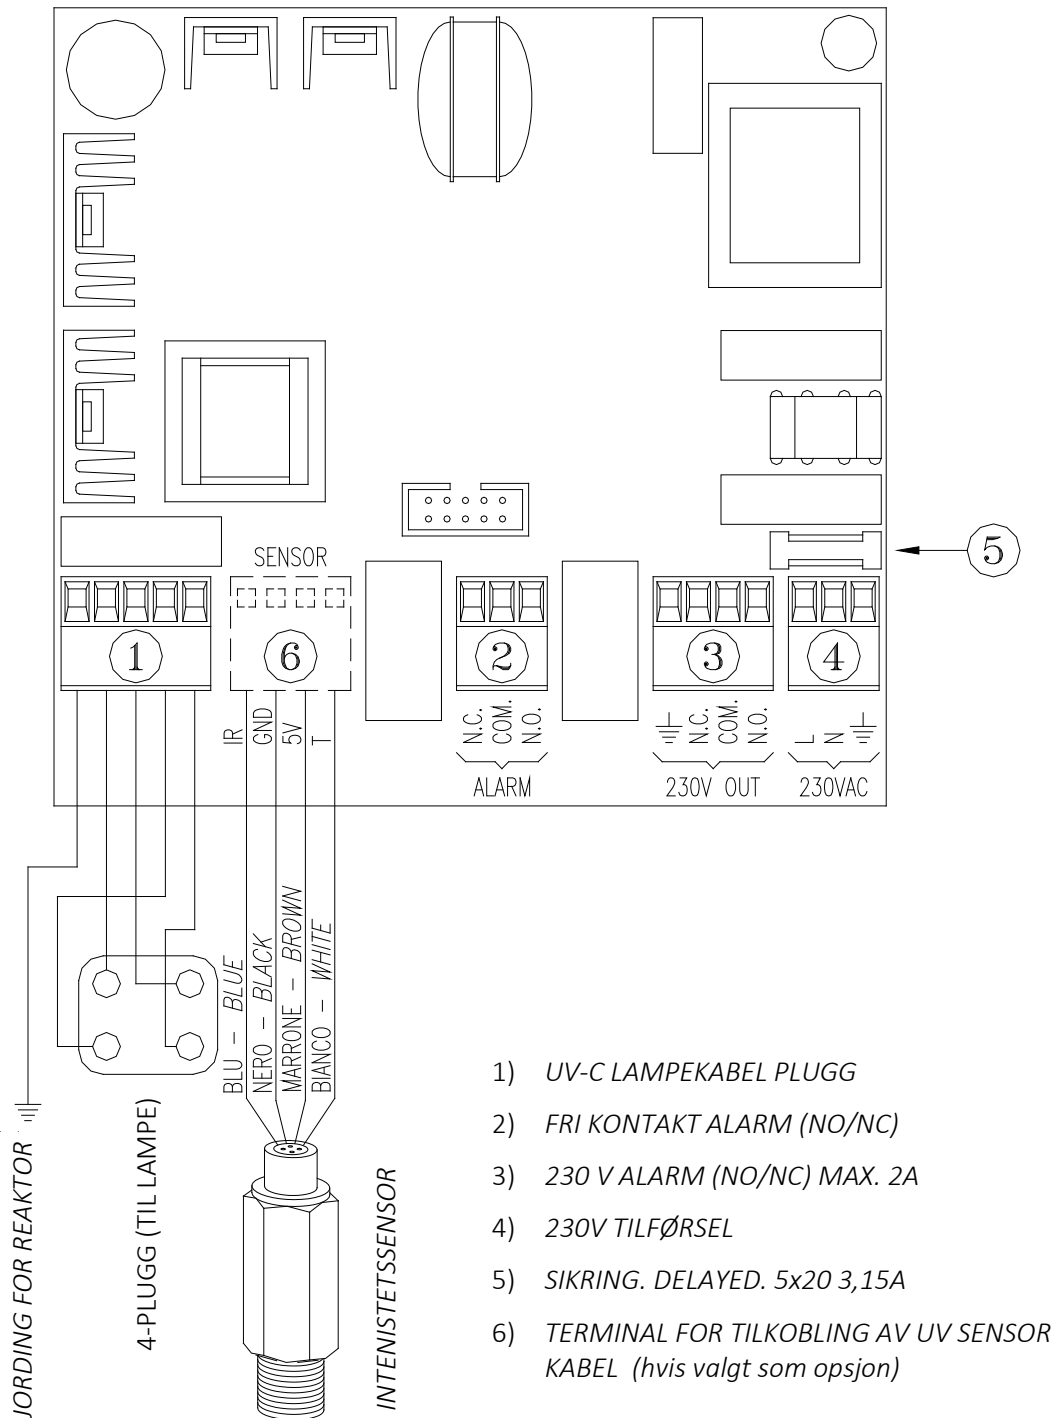 SENSOR
5
1
6
2
3
4
IR
GND
5V
T
N.C.
COM.
N.O.
ALARM
N.C.
COM.
N.O.
230V OUT
L
N
230VAC
BLU - BLUE
NERO - BLACK
MARRONE - BROWN
BIANCO - WHITE
JORDING FOR REAKTOR
4-PLUGG (TIL LAMPE)
INTENISTETSSENSOR
1) UV-C LAMPEKABEL PLUGG
2) FRI KONTAKT ALARM (NO/NC)
3) 230 V ALARM (NO/NC) MAX. 2A
4) 230V TILFØRSEL
5) SIKRING. DELAYED. 5x20 3,15A
6) TERMINAL FOR TILKOBLING AV UV SENSOR
KABEL (hvis valgt som opsjon)